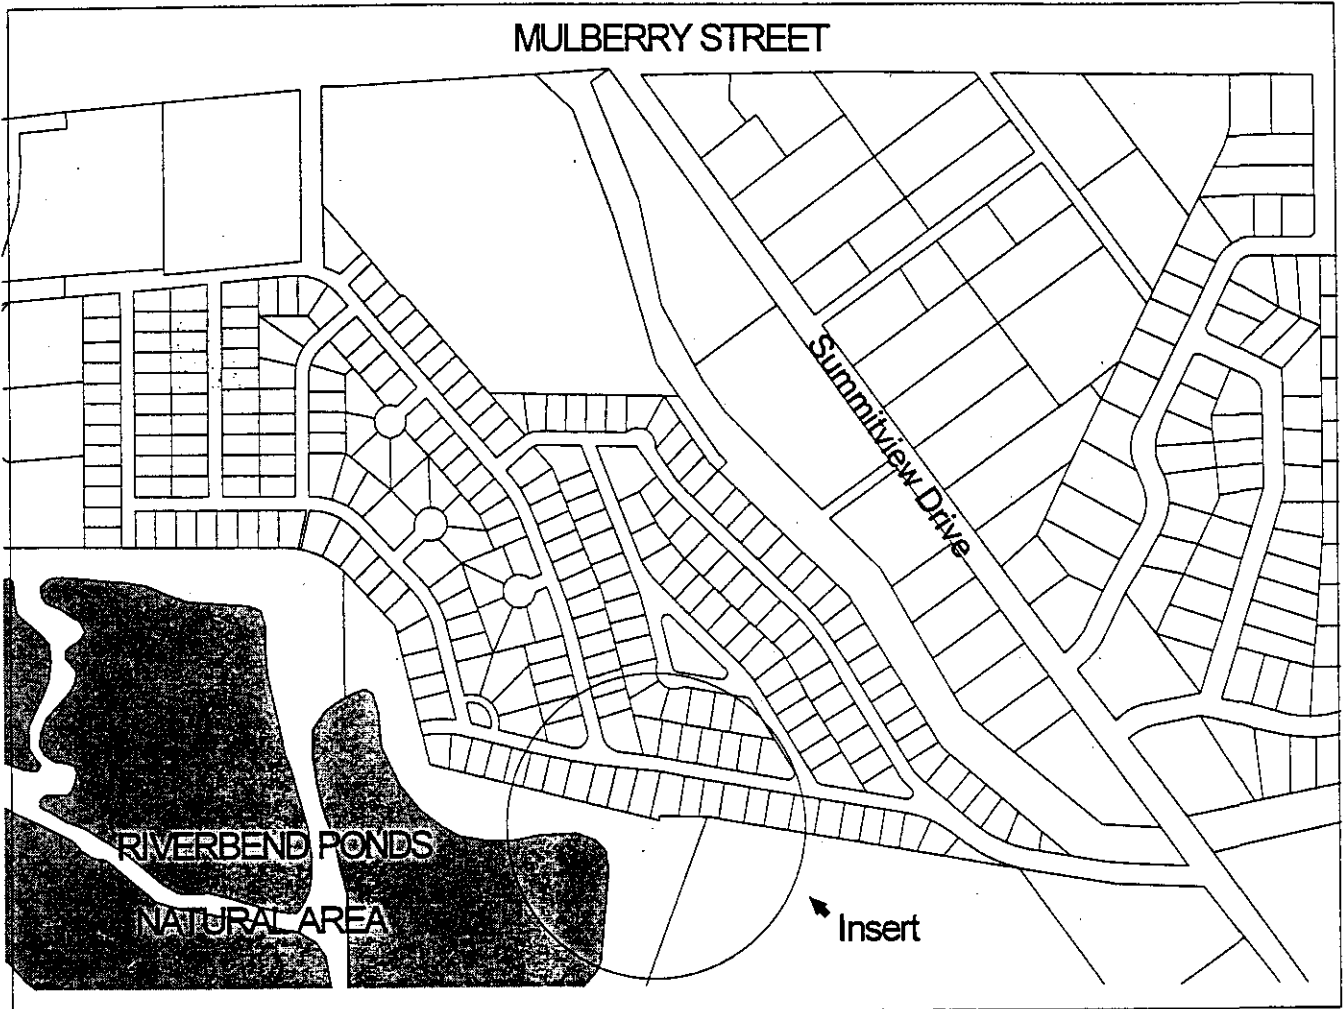 MULBERRY STREET
Summitview Drive
RIVERBEND PONDS
NATURAL AREA
Insert